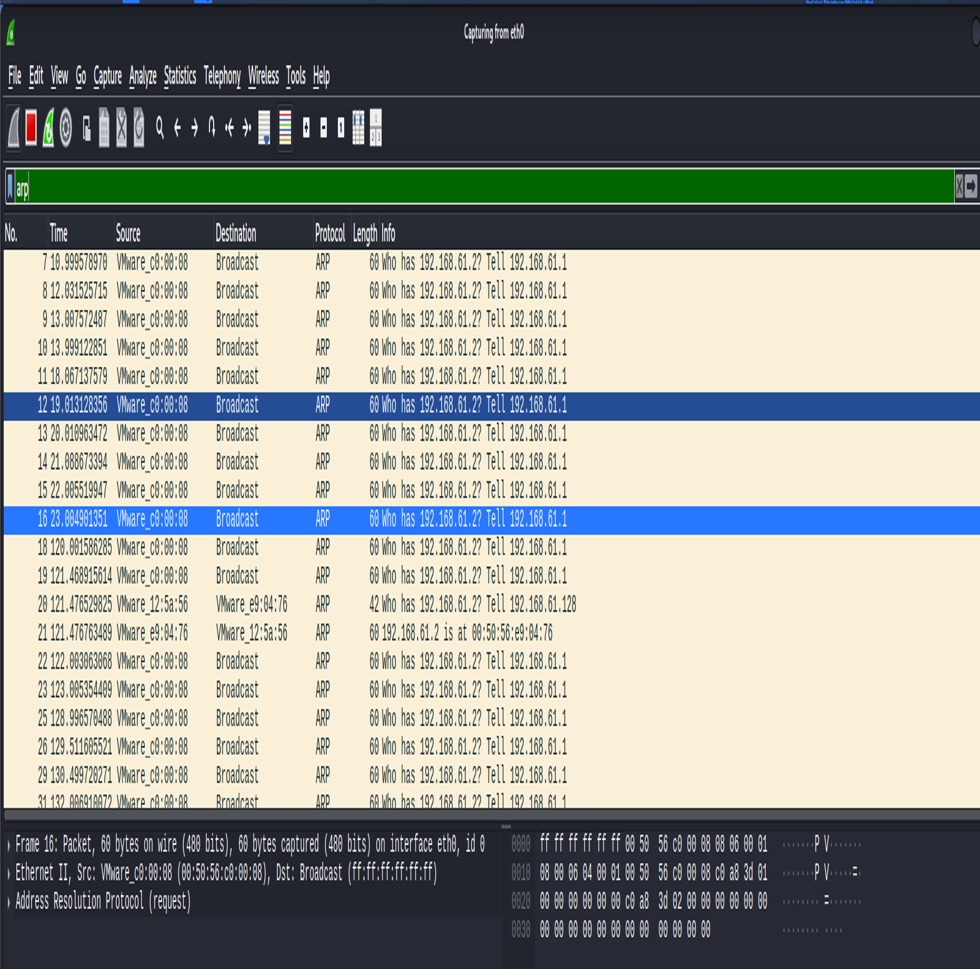 Capturing from eth0
File Edit View Go Capture Analyze Statistics Telephony Wireless Tools Help
arp
No. Time Source Destination Protocol Length Info
7 10.999578970 VMware_c0:00:08 Broadcast ARP 60 Who has 192.168.61.2? Tell 192.168.61.1
8 12.031525715 VMware_c0:00:08 Broadcast ARP 60 Who has 192.168.61.2? Tell 192.168.61.1
9 13.007572487 VMware_c0:00:08 Broadcast ARP 60 Who has 192.168.61.2? Tell 192.168.61.1
10 13.999122851 VMware_c0:00:08 Broadcast ARP 60 Who has 192.168.61.2? Tell 192.168.61.1
11 18.067137579 VMware_c0:00:08 Broadcast ARP 60 Who has 192.168.61.2? Tell 192.168.61.1
12 19.013128356 VMware_c0:00:08 Broadcast ARP 60 Who has 192.168.61.2? Tell 192.168.61.1
13 20.010963472 VMware_c0:00:08 Broadcast ARP 60 Who has 192.168.61.2? Tell 192.168.61.1
14 21.088673394 VMware_c0:00:08 Broadcast ARP 60 Who has 192.168.61.2? Tell 192.168.61.1
15 22.005519947 VMware_c0:00:08 Broadcast ARP 60 Who has 192.168.61.2? Tell 192.168.61.1
16 23.004901351 VMware_c0:00:08 Broadcast ARP 60 Who has 192.168.61.2? Tell 192.168.61.1
18 120.001506285 VMware_c0:00:08 Broadcast ARP 60 Who has 192.168.61.2? Tell 192.168.61.1
19 121.468915614 VMware_c0:00:08 Broadcast ARP 60 Who has 192.168.61.2? Tell 192.168.61.1
20 121.476529825 VMware_12:5a:56 VMware_e9:04:76 ARP 42 Who has 192.168.61.2? Tell 192.168.61.128
21 121.476763489 VMware_e9:04:76 VMware_12:5a:56 ARP 60 192.168.61.2 is at 00:50:56:e9:04:76
22 122.003063068 VMware_c0:00:08 Broadcast ARP 60 Who has 192.168.61.2? Tell 192.168.61.1
23 123.005354409 VMware_c0:00:08 Broadcast ARP 60 Who has 192.168.61.2? Tell 192.168.61.1
25 128.996570488 VMware_c0:00:08 Broadcast ARP 60 Who has 192.168.61.2? Tell 192.168.61.1
26 129.511605521 VMware_c0:00:08 Broadcast ARP 60 Who has 192.168.61.2? Tell 192.168.61.1
29 130.499720271 VMware_c0:00:08 Broadcast ARP 60 Who has 192.168.61.2? Tell 192.168.61.1
31 132.006910072 VMware_c0:00:08 Broadcast ARP 60 Who has 192.168.61.2? Tell 192.168.61.1
Frame 16: Packet, 60 bytes on wire (480 bits), 60 bytes captured (480 bits) on interface eth0, id 0
Ethernet II, Src: VMware_c0:00:08 (00:50:56:c0:00:08), Dst: Broadcast (ff:ff:ff:ff:ff:ff)
Address Resolution Protocol (request)
0000 ff ff ff ff ff ff 00 50 56 c0 00 08 08 06 00 01 ·······P V·······
0010 08 00 06 04 00 01 00 50 56 c0 00 08 c0 a8 3d 01 ·······P V·····=·
0020 00 00 00 00 00 00 c0 a8 3d 02 00 00 00 00 00 00 ········ =·······
0030 00 00 00 00 00 00 00 00 00 00 00 00 ········ ····